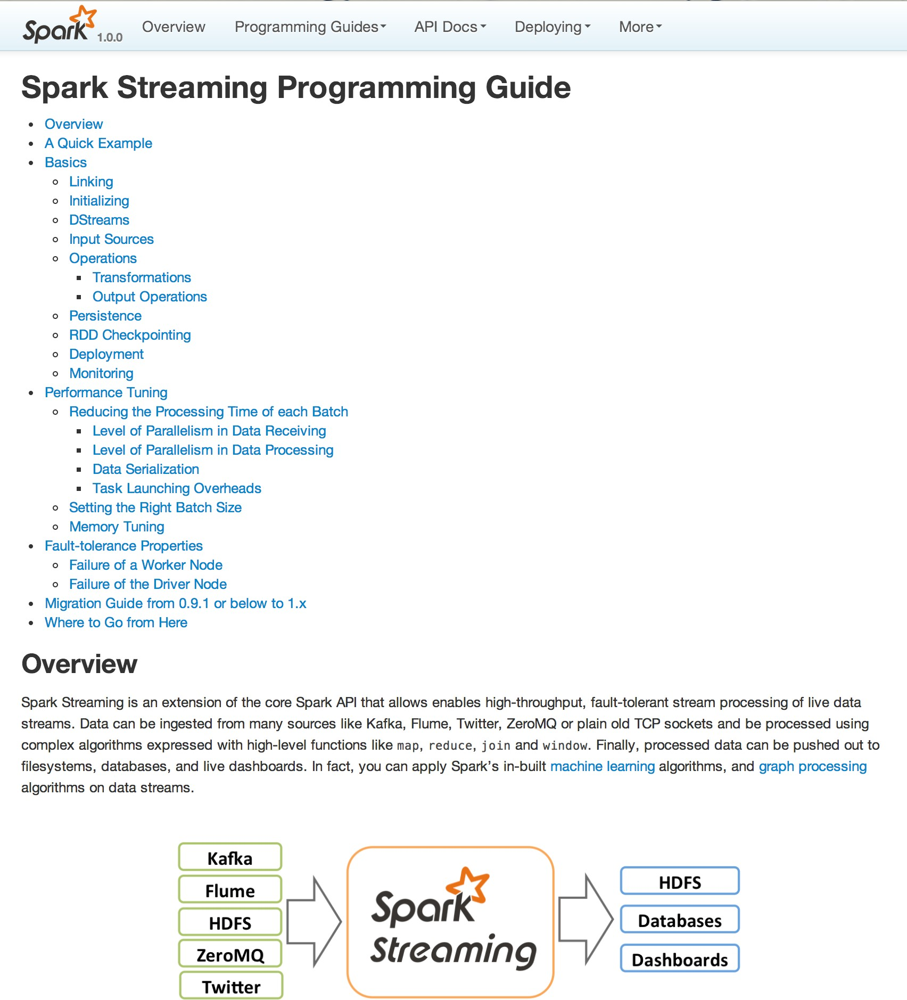 Spark 1.0.0 Overview Programming Guides API Docs Deploying More
Spark Streaming Programming Guide
Overview
A Quick Example
Basics
Linking
Initializing
DStreams
Input Sources
Operations
Transformations
Output Operations
Persistence
RDD Checkpointing
Deployment
Monitoring
Performance Tuning
Reducing the Processing Time of each Batch
Level of Parallelism in Data Receiving
Level of Parallelism in Data Processing
Data Serialization
Task Launching Overheads
Setting the Right Batch Size
Memory Tuning
Fault-tolerance Properties
Failure of a Worker Node
Failure of the Driver Node
Migration Guide from 0.9.1 or below to 1.x
Where to Go from Here
Overview
Spark Streaming is an extension of the core Spark API that allows enables high-throughput, fault-tolerant stream processing of live data
streams. Data can be ingested from many sources like Kafka, Flume, Twitter, ZeroMQ or plain old TCP sockets and be processed using
complex algorithms expressed with high-level functions like map, reduce, join and window. Finally, processed data can be pushed out to
filesystems, databases, and live dashboards. In fact, you can apply Spark’s in-built machine learning algorithms, and graph processing
algorithms on data streams.
Kafka
Flume
HDFS
ZeroMQ
Twitter
Spark
Streaming
HDFS
Databases
Dashboards